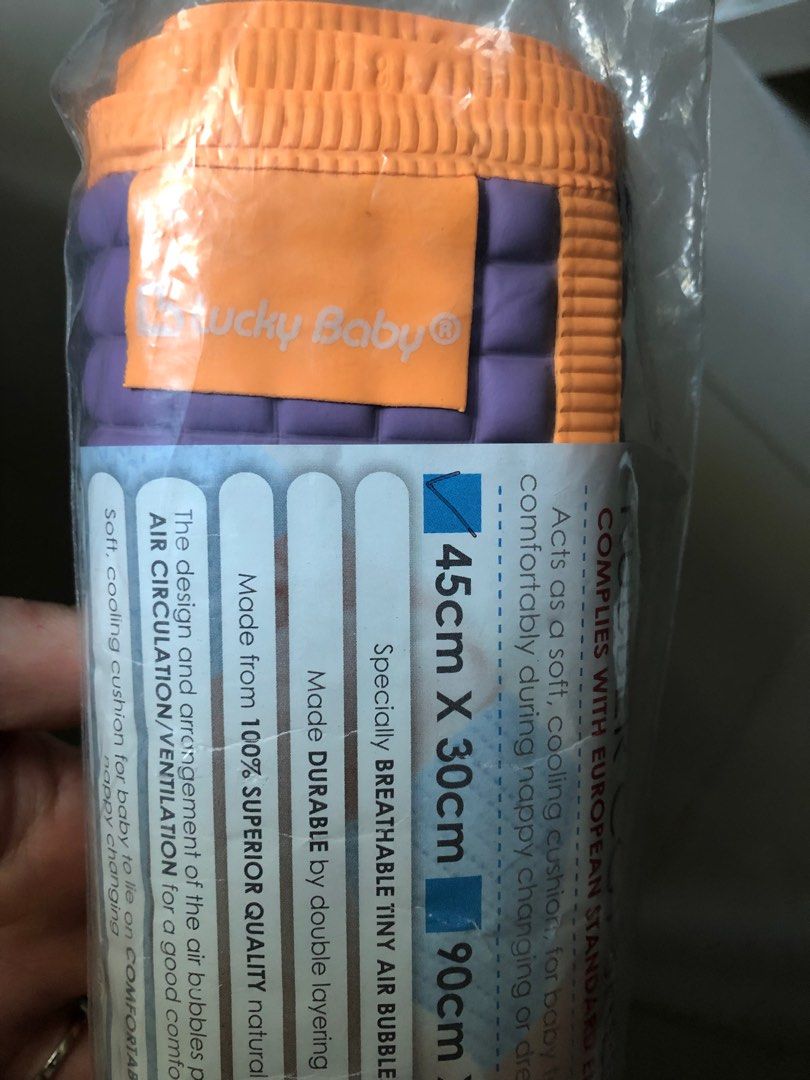 Lucky Baby®
COMPLIES WITH EUROPEAN STANDARD
Acts as a soft, cooling cushion, for baby
comfortably during nappy changing or
45cm X 30cm 90cm
Specially BREATHABLE TINY AIR BUBBLE
Made DURABLE by double layering
Made from 100% SUPERIOR QUALITY natural
The design and arrangement of the air bubbles
AIR CIRCULATION/VENTILATION for a good
Soft, cooling cushion for baby to lie on
nappy changing